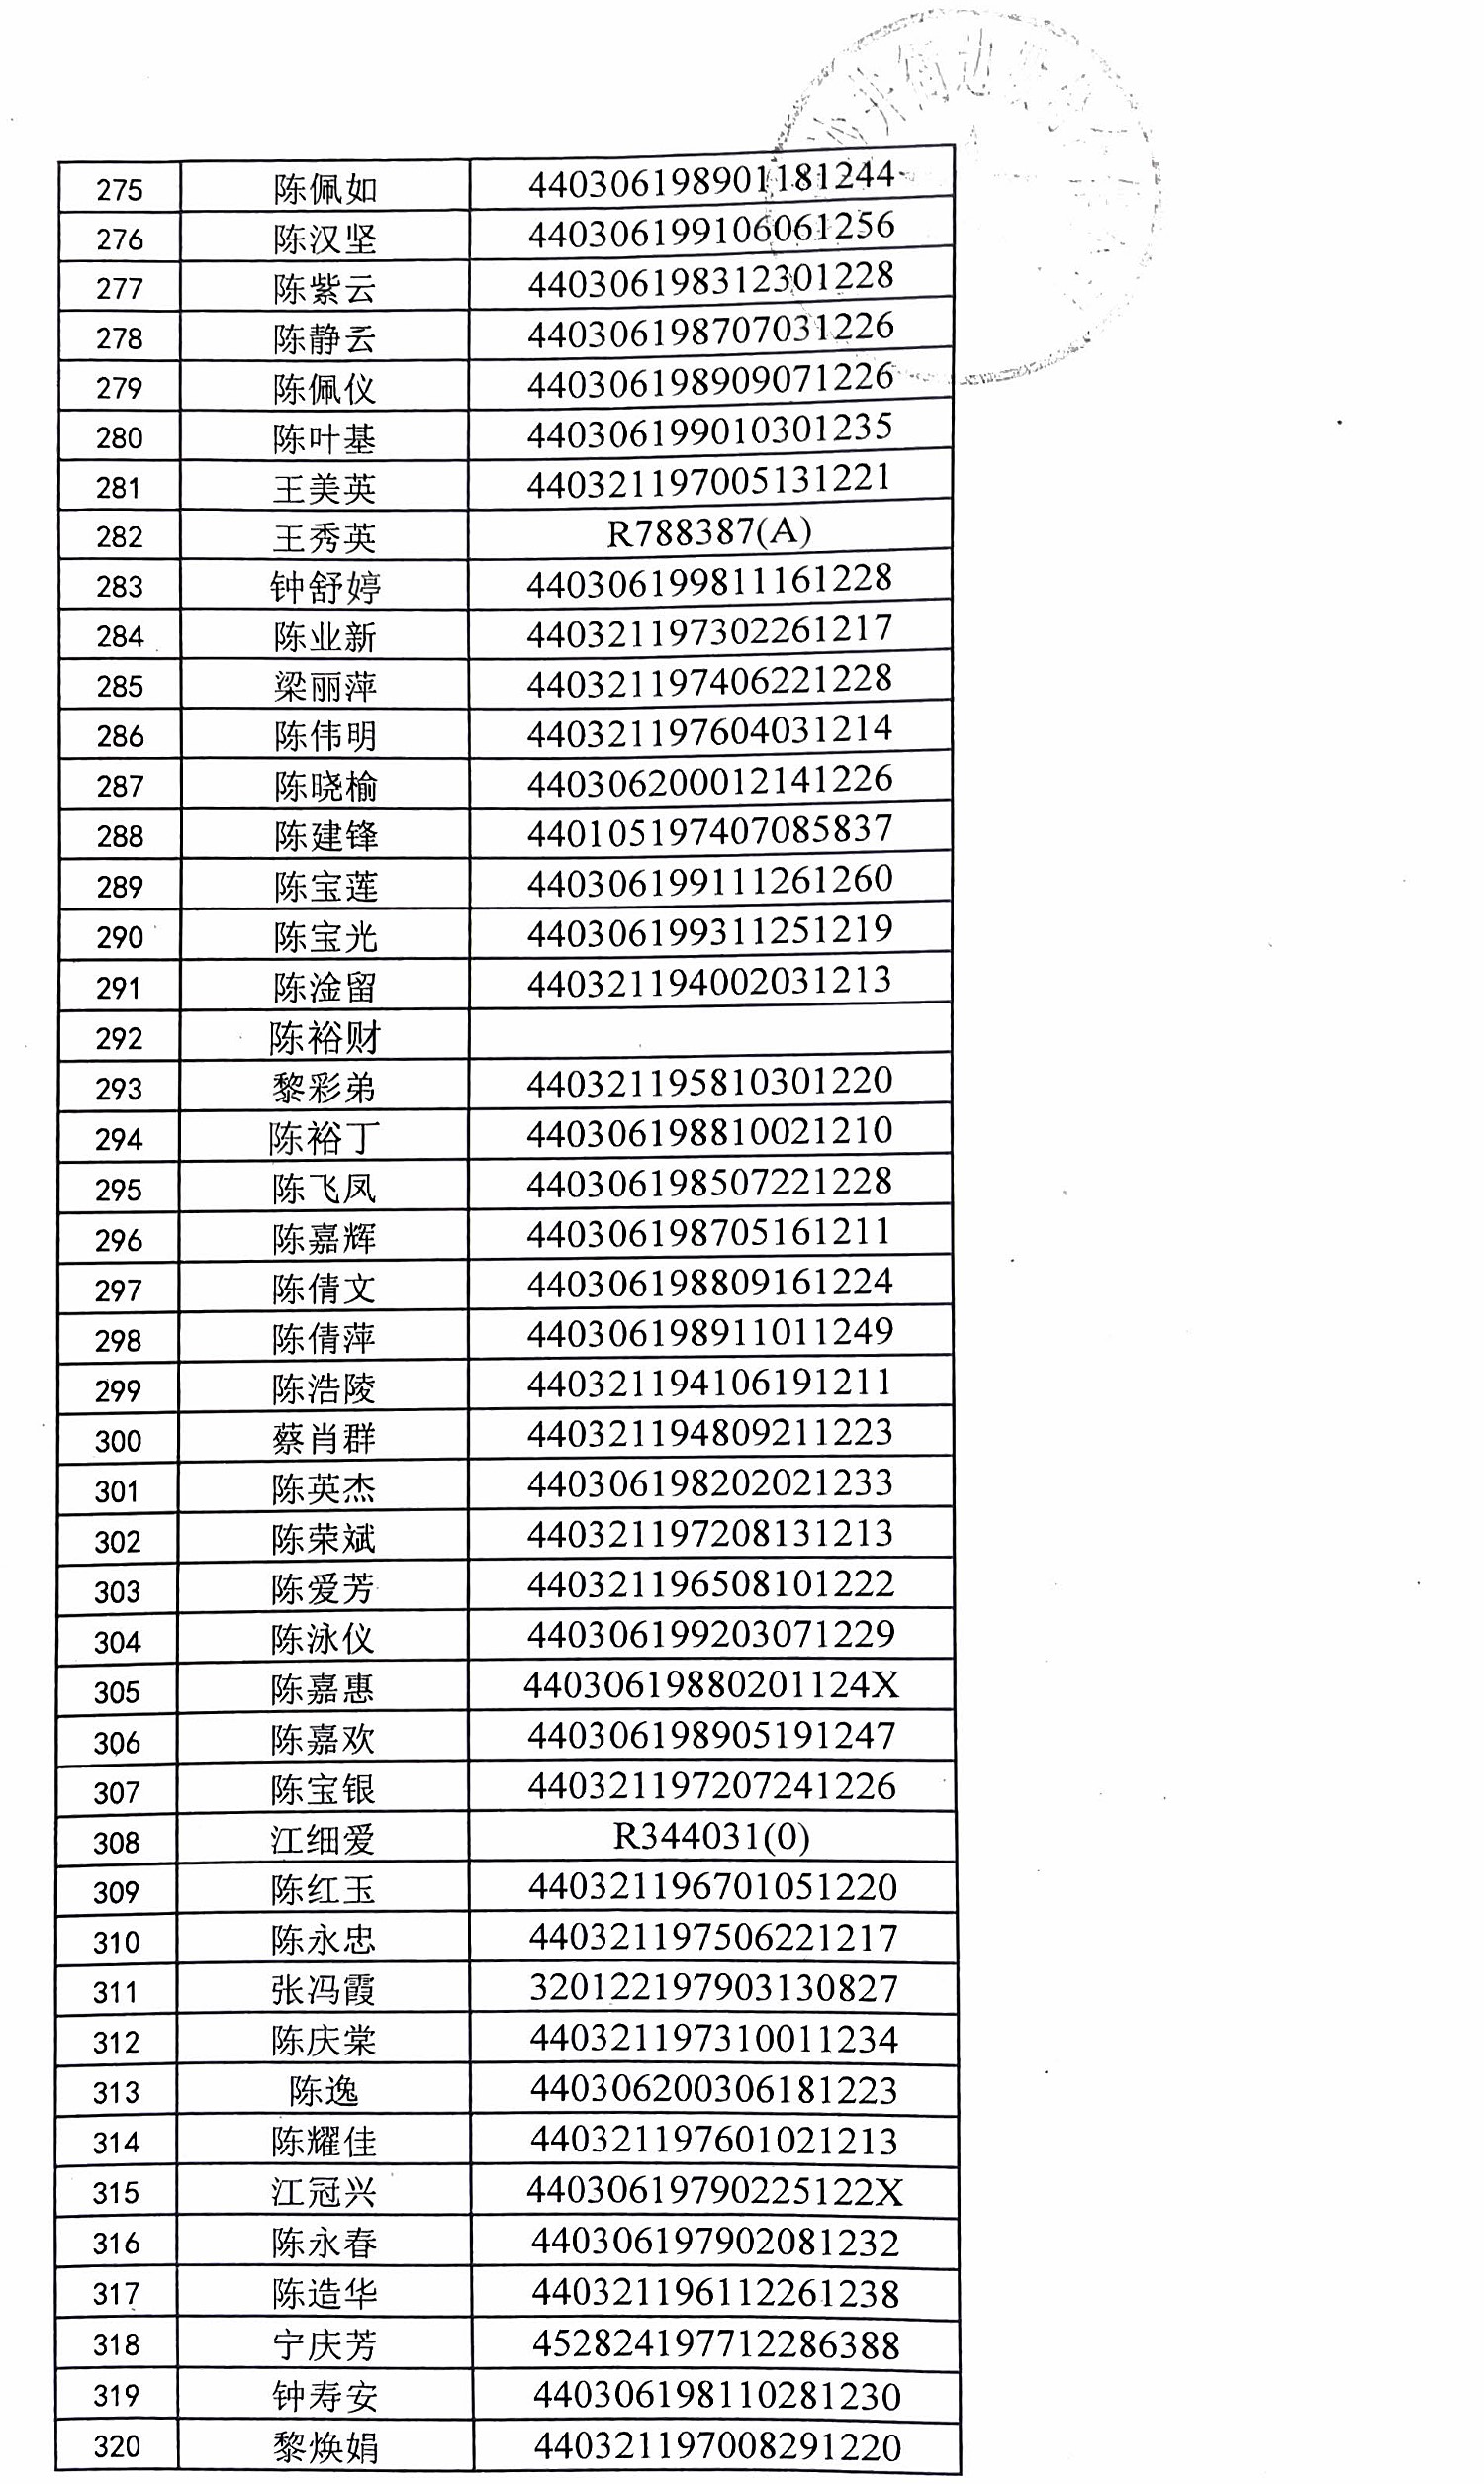 275 陈佩如 440306198901181244
276 陈汉坚 440306199106061256
277 陈紫云 440306198312301228
278 陈静云 440306198707031226
279 陈佩仪 440306198909071226
280 陈叶基 440306199010301235
281 王美英 440321197005131221
282 王秀英 R788387(A)
283 钟舒婷 440306199811161228
284 陈业新 440321197302261217
285 梁丽萍 440321197406221228
286 陈伟明 440321197604031214
287 陈晓榆 440306200012141226
288 陈建锋 440105197407085837
289 陈宝莲 440306199111261260
290 陈宝光 440306199311251219
291 陈淦留 440321194002031213
292 陈裕财
293 黎彩弟 440321195810301220
294 陈裕丁 440306198810021210
295 陈飞凤 440306198507221228
296 陈嘉辉 440306198705161211
297 陈倩文 440306198809161224
298 陈倩萍 440306198911011249
299 陈浩陵 440321194106191211
300 蔡肖群 440321194809211223
301 陈英杰 440306198202021233
302 陈荣斌 440321197208131213
303 陈爱芳 440321196508101222
304 陈泳仪 440306199203071229
305 陈嘉惠 44030619880201124X
306 陈嘉欢 440306198905191247
307 陈宝银 440321197207241226
308 江细爱 R344031(0)
309 陈红玉 440321196701051220
310 陈永忠 440321197506221217
311 张冯霞 320122197903130827
312 陈庆棠 440321197310011234
313 陈逸 440306200306181223
314 陈耀佳 440321197601021213
315 江冠兴 44030619790225122X
316 陈永春 440306197902081232
317 陈造华 440321196112261238
318 宁庆芳 452824197712286388
319 钟寿安 440306198110281230
320 黎焕娟 440321197008291220